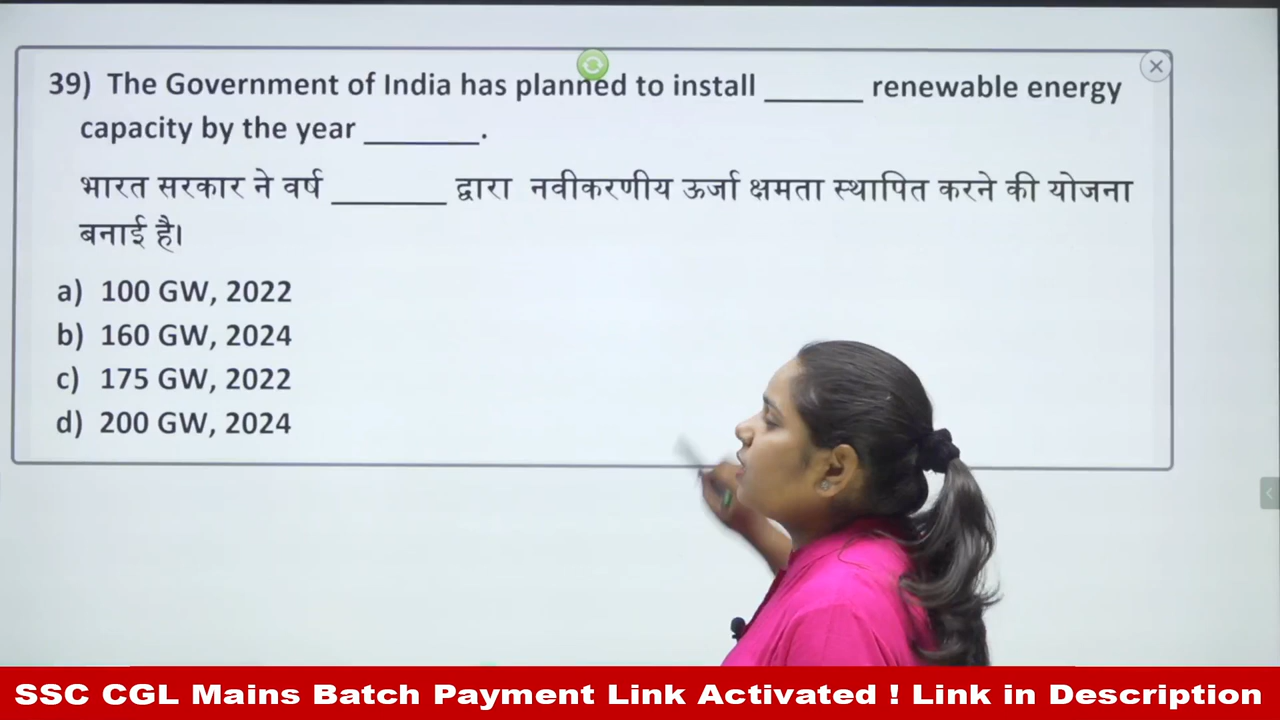 39) The Government of India has planned to install ______ renewable energy
capacity by the year _______.
भारत सरकार ने वर्ष _______ द्वारा नवीकरणीय ऊर्जा क्षमता स्थापित करने की योजना
बनाई है।
a) 100 GW, 2022
b) 160 GW, 2024
c) 175 GW, 2022
d) 200 GW, 2024
SSC CGL Mains Batch Payment Link Activated ! Link in Description